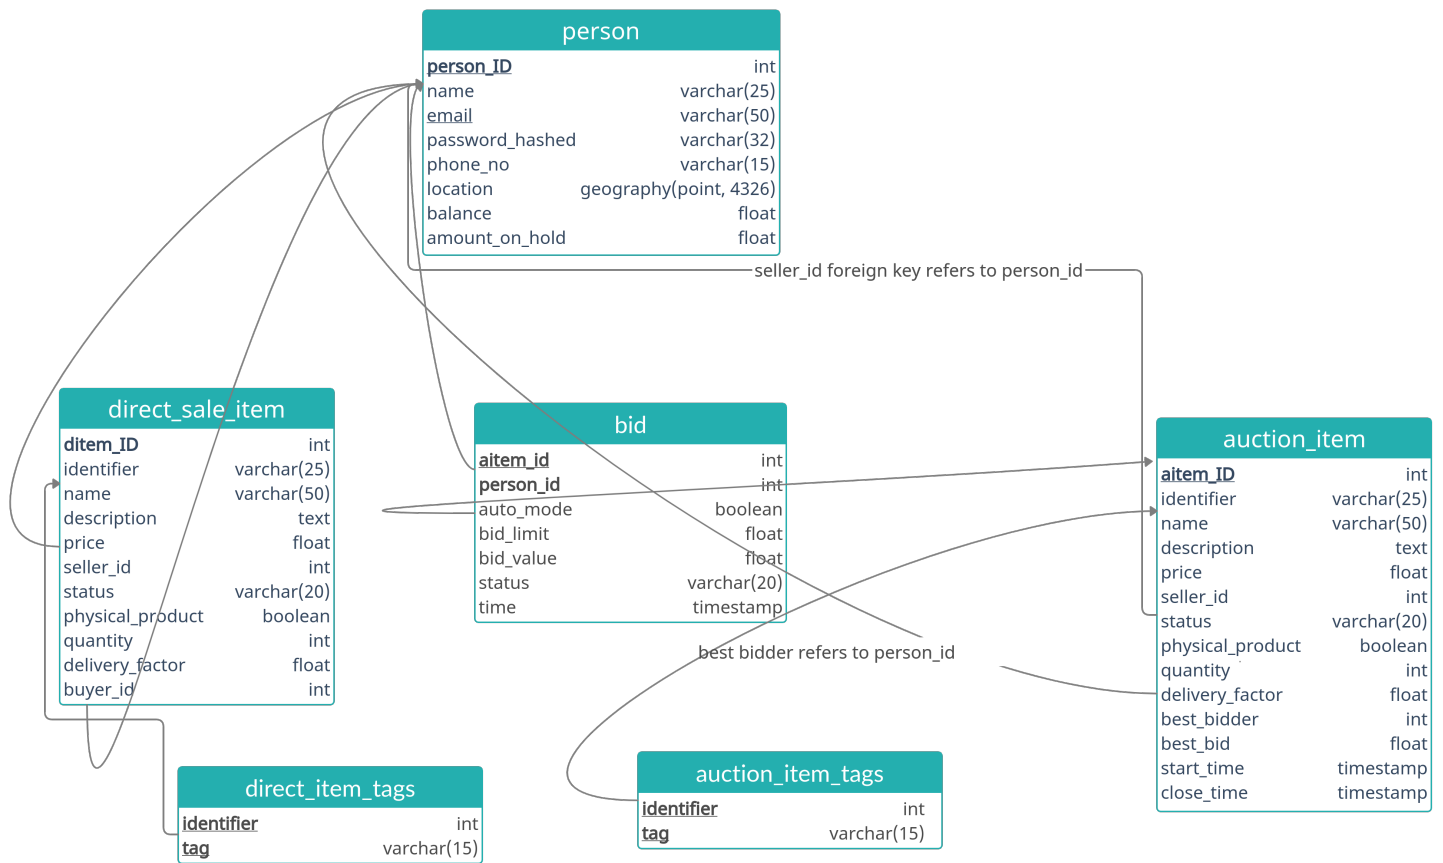 person
person_ID int
name varchar(25)
email varchar(50)
password_hashed varchar(32)
phone_no varchar(15)
location geography(point, 4326)
balance float
amount_on_hold float
seller_id foreign key refers to person_id
direct_sale_item
ditem_ID int
identifier varchar(25)
name varchar(50)
description text
price float
seller_id int
status varchar(20)
physical_product boolean
quantity int
delivery_factor float
buyer_id int
bid
aitem_id int
person_id int
auto_mode boolean
bid_limit float
bid_value float
status varchar(20)
time timestamp
auction_item
aitem_ID int
identifier varchar(25)
name varchar(50)
description text
price float
seller_id int
status varchar(20)
physical_product boolean
quantity int
delivery_factor float
best_bidder int
best_bid float
start_time timestamp
close_time timestamp
best bidder refers to person_id
direct_item_tags
identifier int
tag varchar(15)
auction_item_tags
identifier int
tag varchar(15)